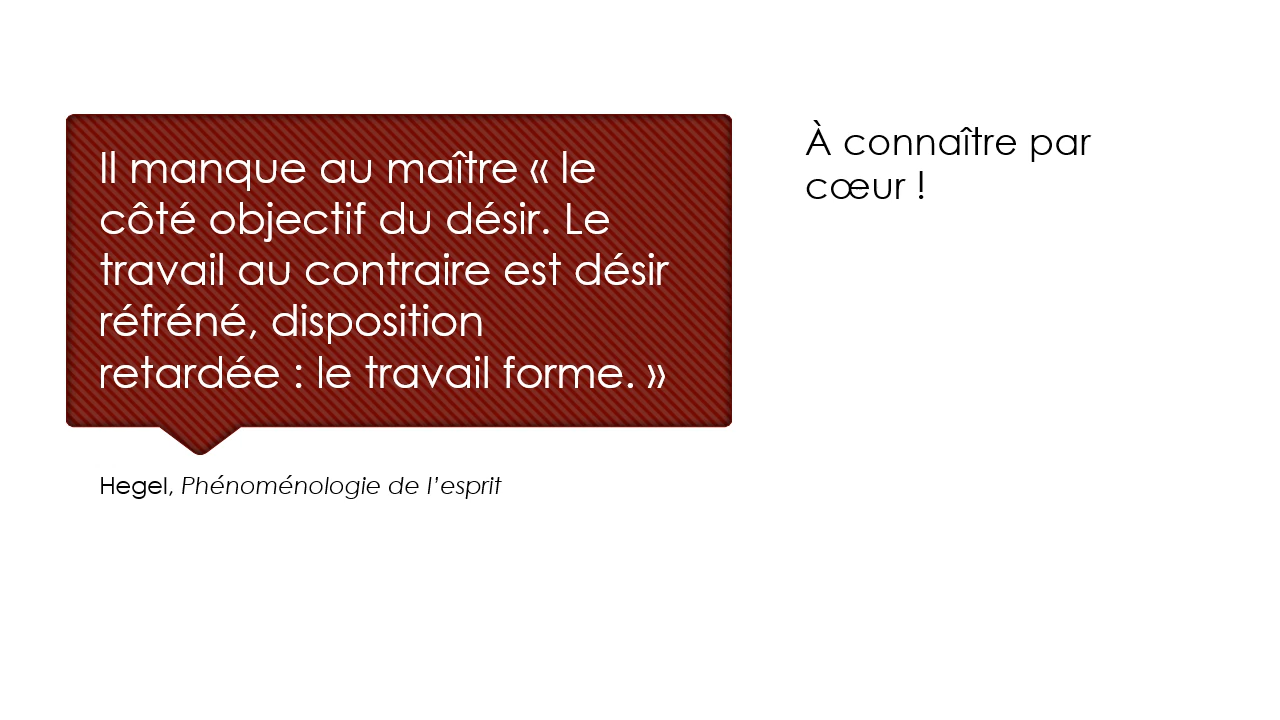 Il manque au maître « le
côté objectif du désir. Le
travail au contraire est désir
réfréné, disposition
retardée : le travail forme. »
Hegel, Phénoménologie de l’esprit
À connaître par
cœur !